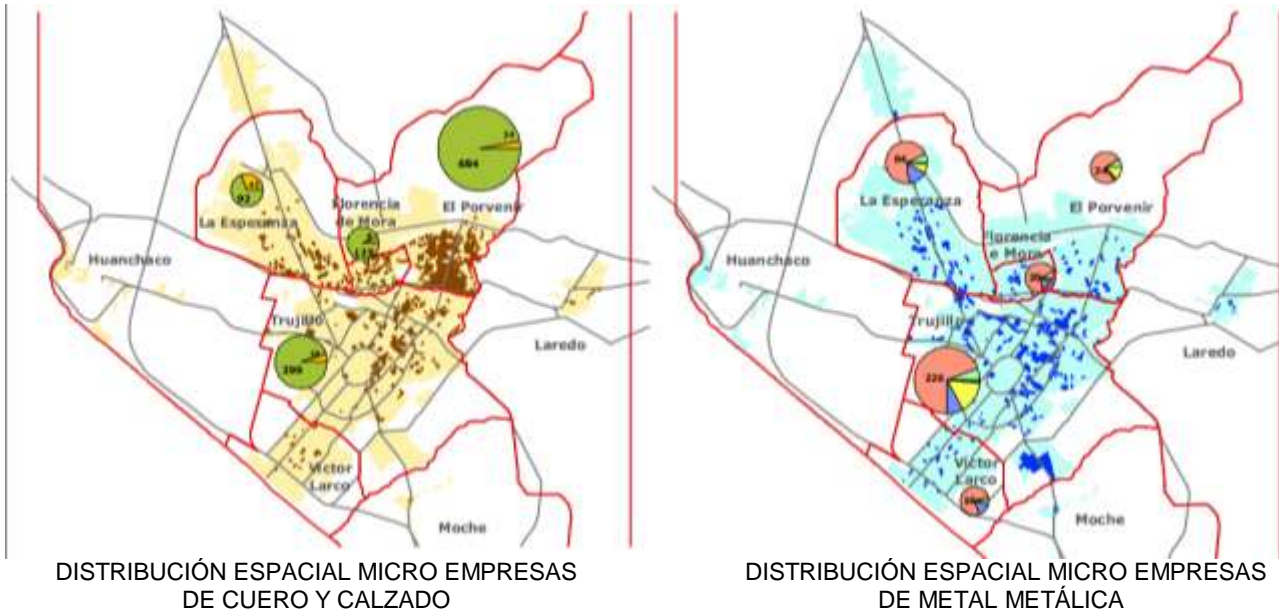 34
684
92
Florencia
de Mora
El Porvenir
La Esperanza
Huanchaco
Trujillo
Laredo
Victor
Larco
Moche
DISTRIBUCIÓN ESPACIAL MICRO EMPRESAS
DE CUERO Y CALZADO
La Esperanza
El Porvenir
Florencia
Mora
Huanchaco
Trujillo
Laredo
Victor
Larco
Moche
DISTRIBUCIÓN ESPACIAL MICRO EMPRESAS
DE METAL METÁLICA